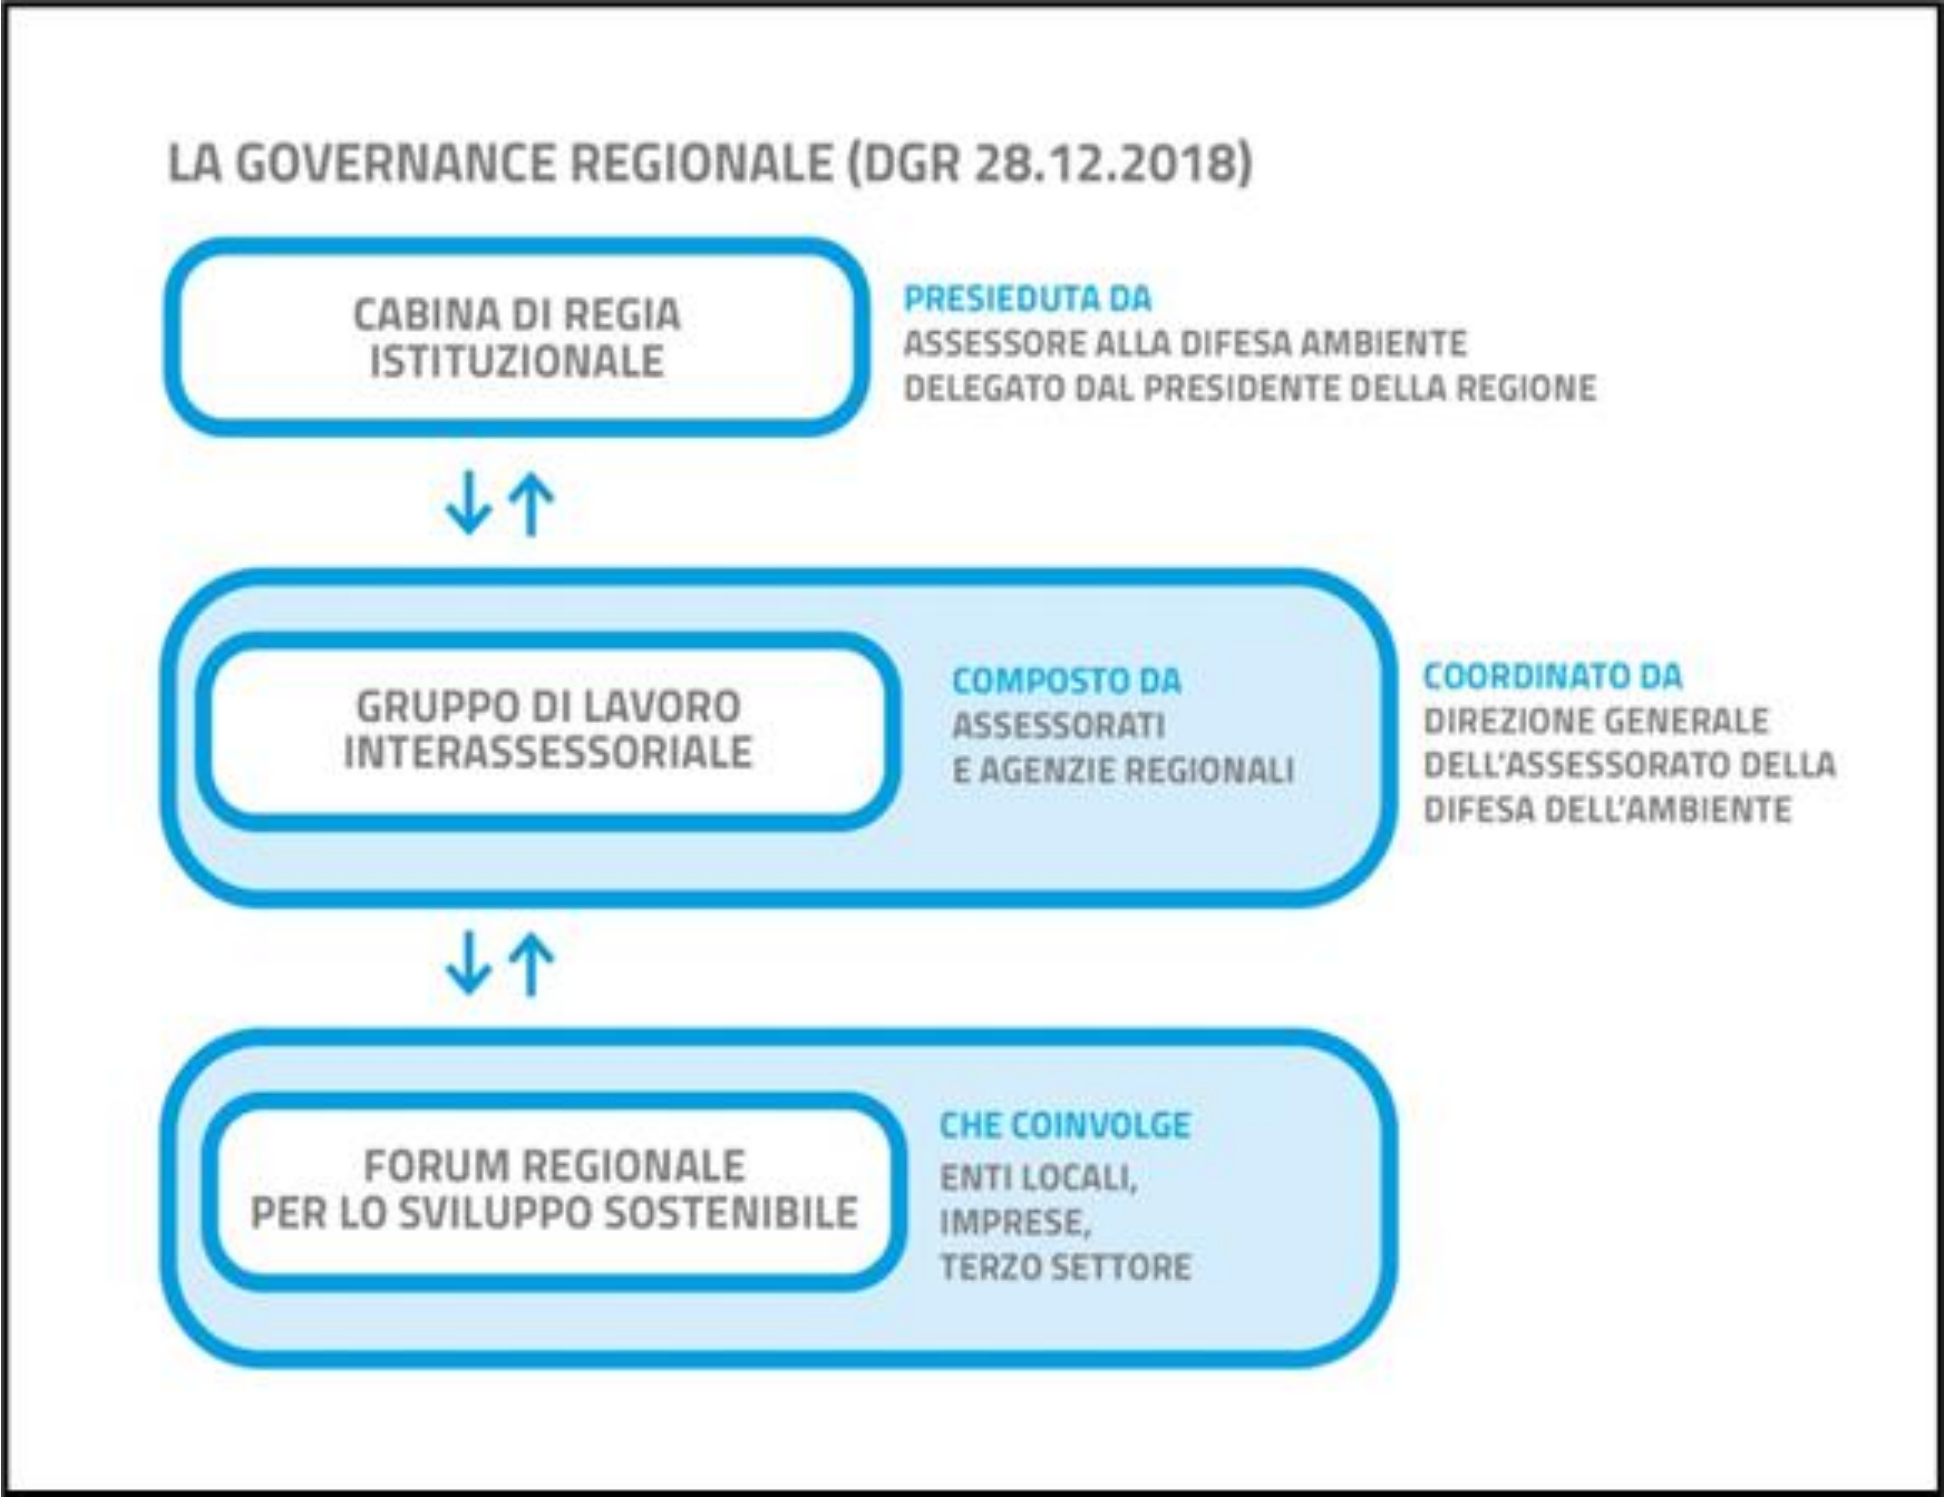 LA GOVERNANCE REGIONALE (DGR 28.12.2018)
CABINA DI REGIA
ISTITUZIONALE
PRESIEDUTA DA
ASSESSORE ALLA DIFESA AMBIENTE
DELEGATO DAL PRESIDENTE DELLA REGIONE
GRUPPO DI LAVORO
INTERASSESSORIALE
COMPOSTO DA
ASSESSORATI
E AGENZIE REGIONALI
COORDINATO DA
DIREZIONE GENERALE
DELL'ASSESSORATO DELLA
DIFESA DELL'AMBIENTE
FORUM REGIONALE
PER LO SVILUPPO SOSTENIBILE
CHE COINVOLGE
ENTI LOCALI,
IMPRESE,
TERZO SETTORE